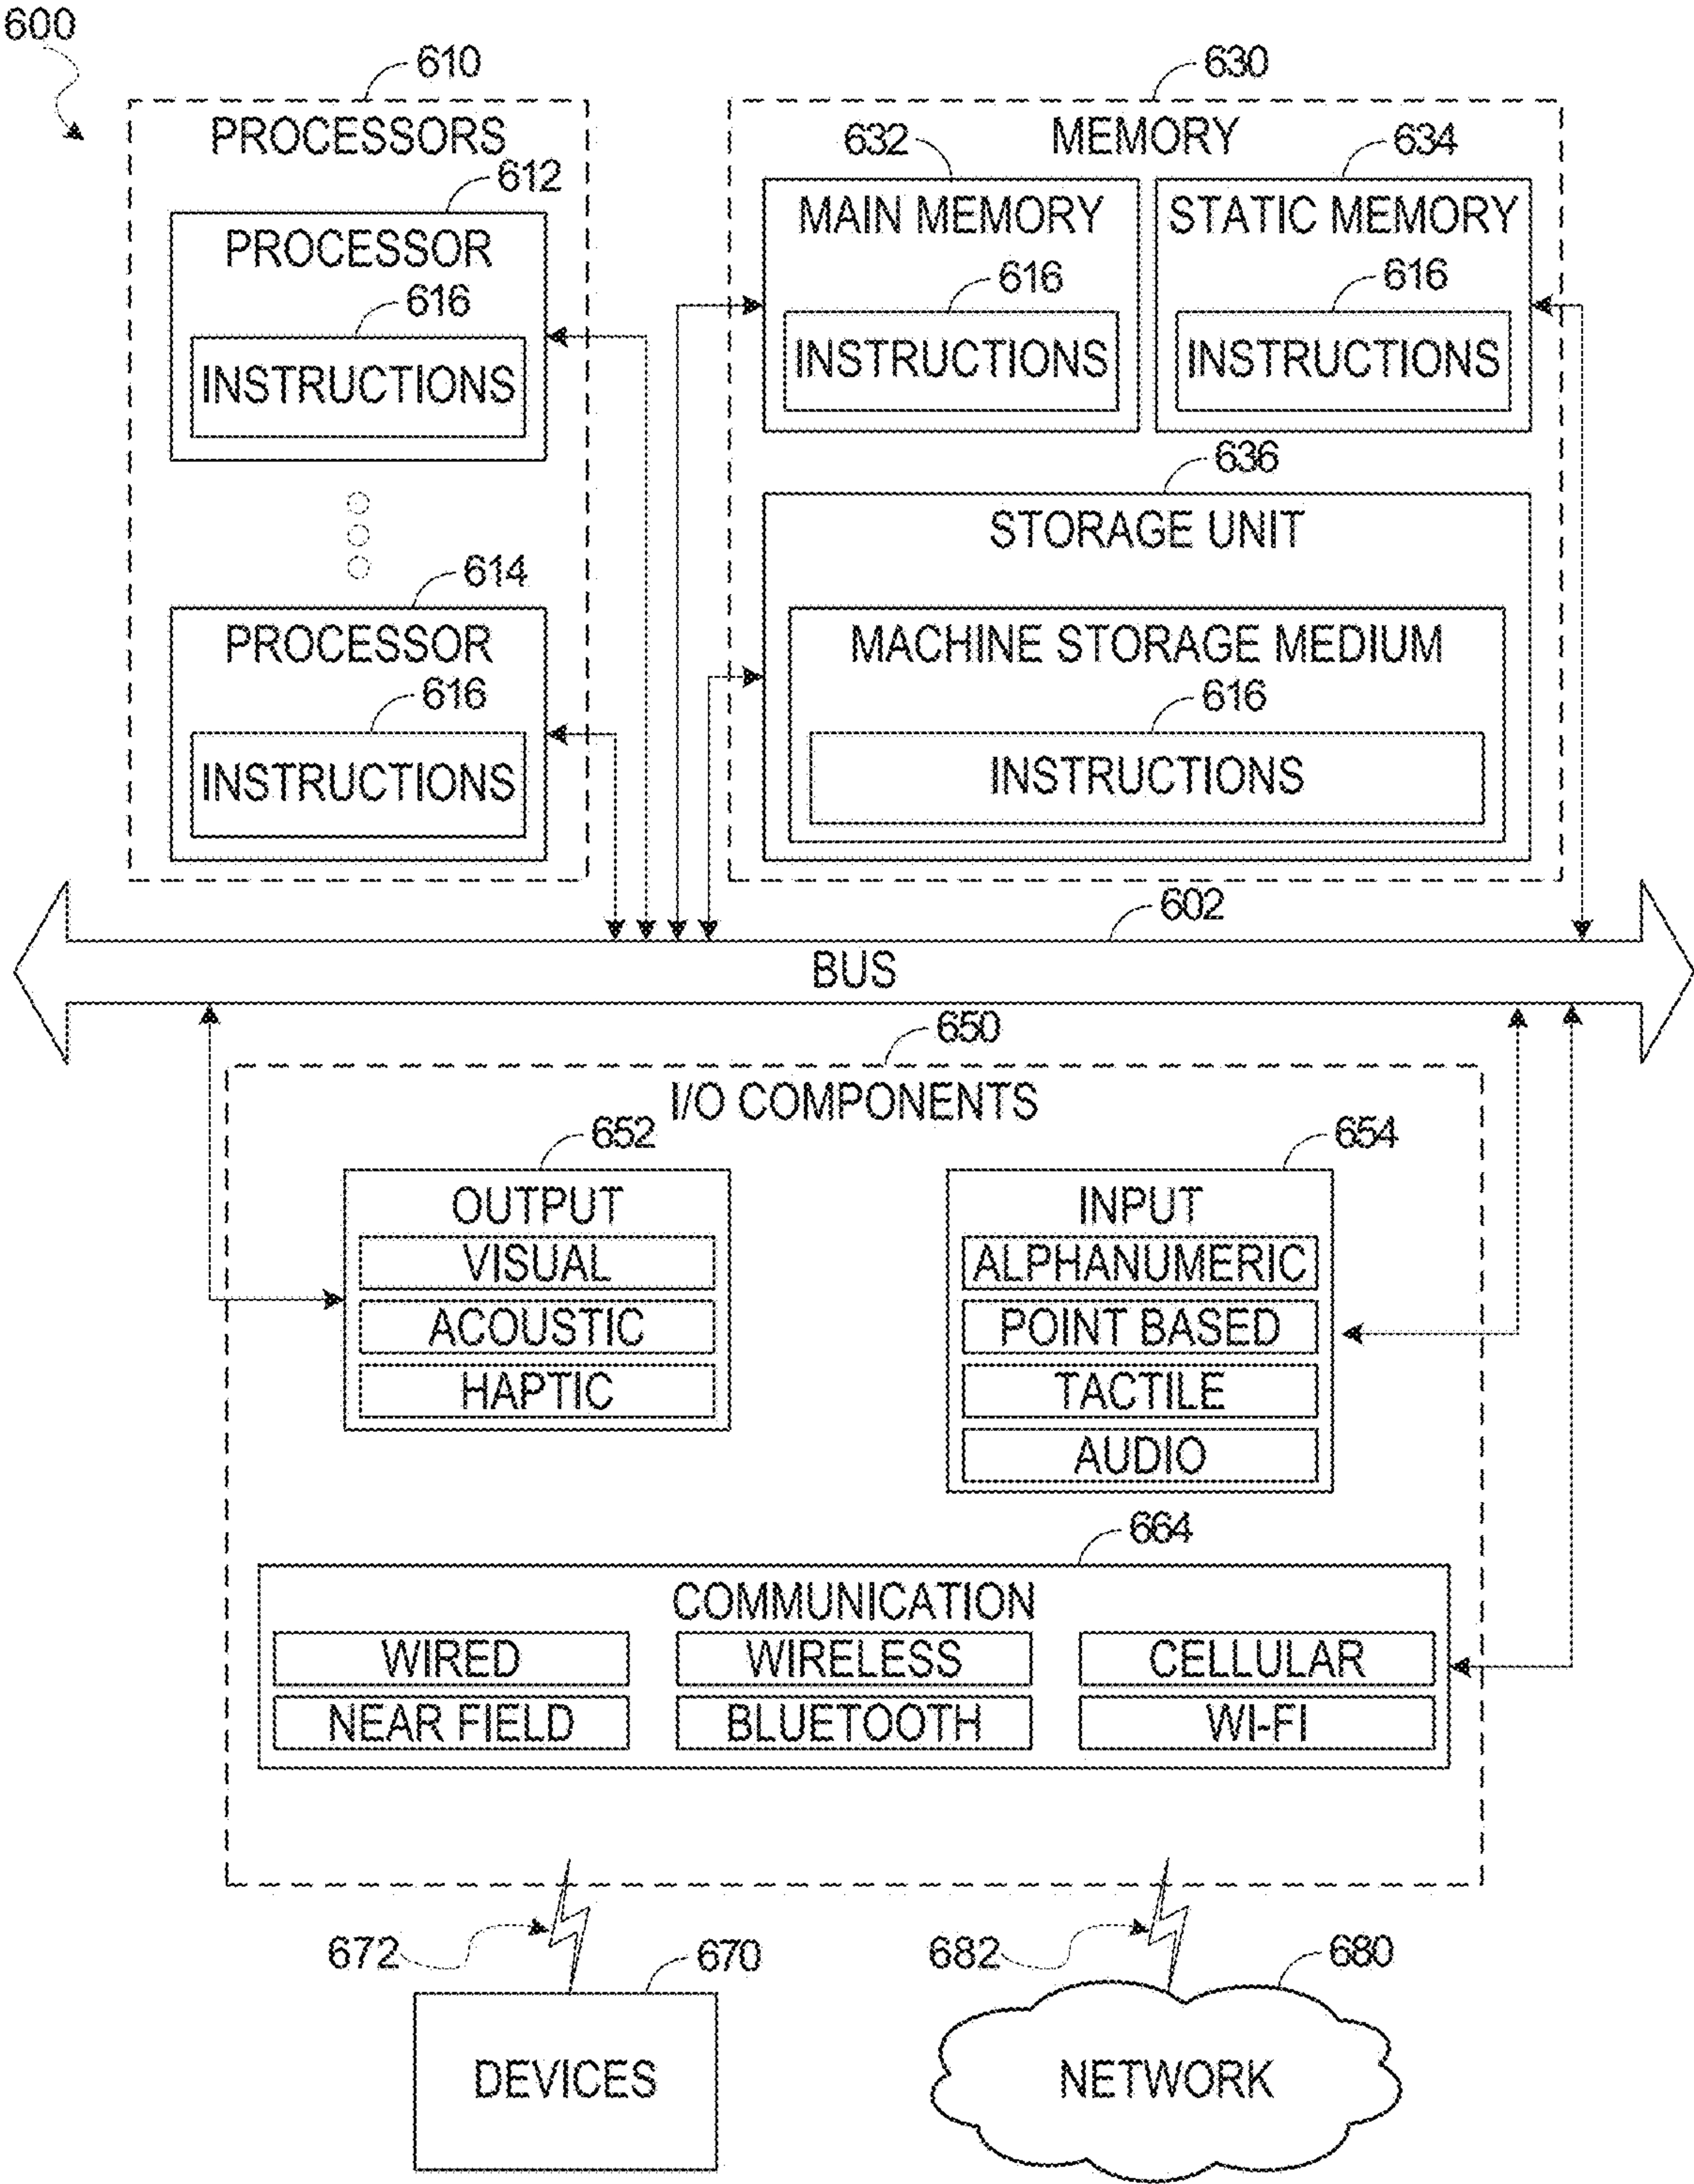 600
610
PROCESSORS
612
PROCESSOR
616
INSTRUCTIONS
614
PROCESSOR
616
INSTRUCTIONS
630
MEMORY
632
MAIN MEMORY
616
INSTRUCTIONS
634
STATIC MEMORY
616
INSTRUCTIONS
636
STORAGE UNIT
MACHINE STORAGE MEDIUM
616
INSTRUCTIONS
602
BUS
650
I/O COMPONENTS
652
OUTPUT
VISUAL
ACOUSTIC
HAPTIC
654
INPUT
ALPHANUMERIC
POINT BASED
TACTILE
AUDIO
664
COMMUNICATION
WIRED
WIRELESS
CELLULAR
NEAR FIELD
BLUETOOTH
WI-FI
672
670
DEVICES
682
680
NETWORK